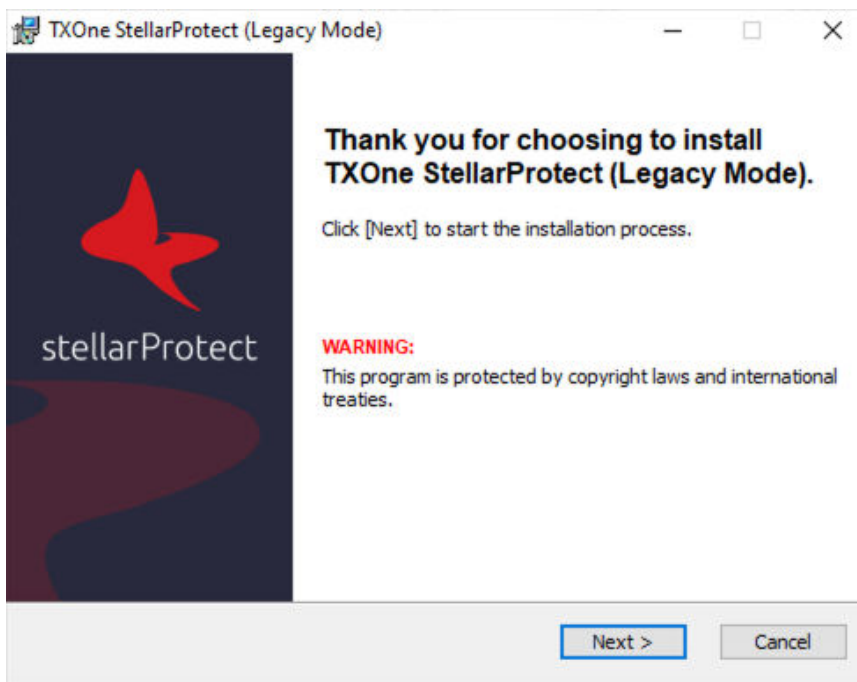 TXOne StellarProtect (Legacy Mode)
Thank you for choosing to install
TXOne StellarProtect (Legacy Mode).
Click [Next] to start the installation process.
stellarProtect
WARNING:
This program is protected by copyright laws and international
treaties.
Next >
Cancel